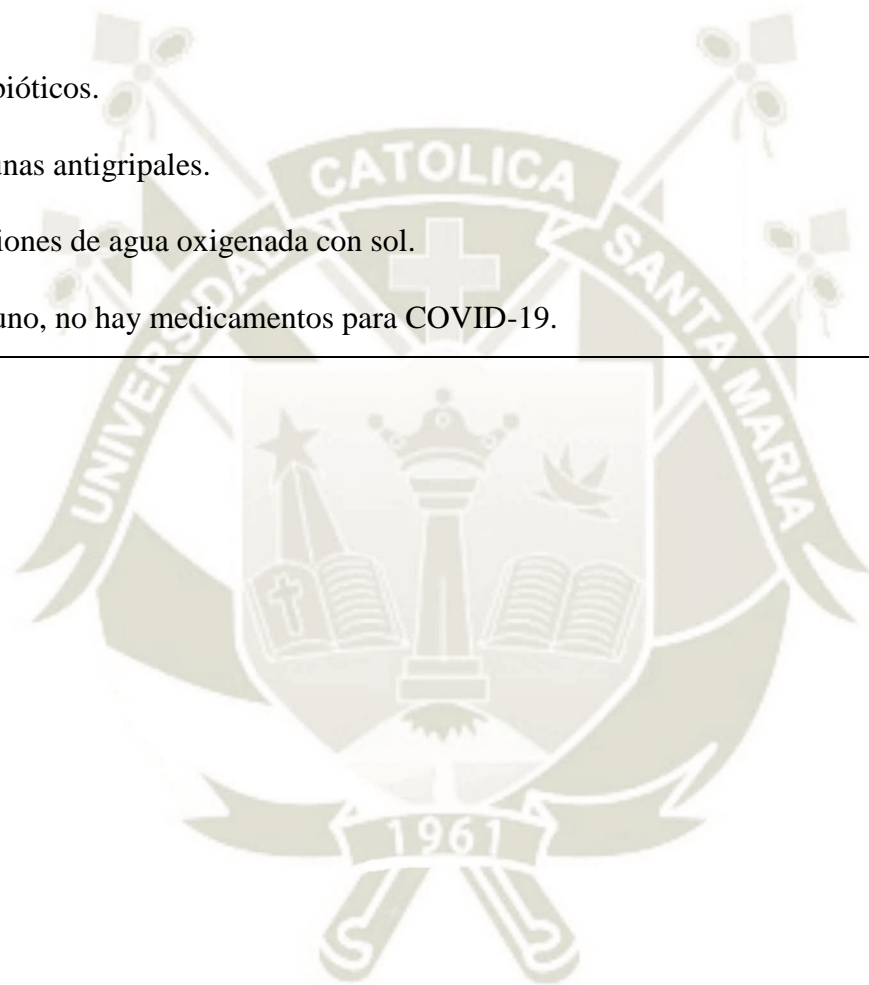 bióticos.
unas antigripales.
iones de agua oxigenada con sol.
uno, no hay medicamentos para COVID-19.
UNIVERSIDAD CATOLICA SANTA MARIA
1961